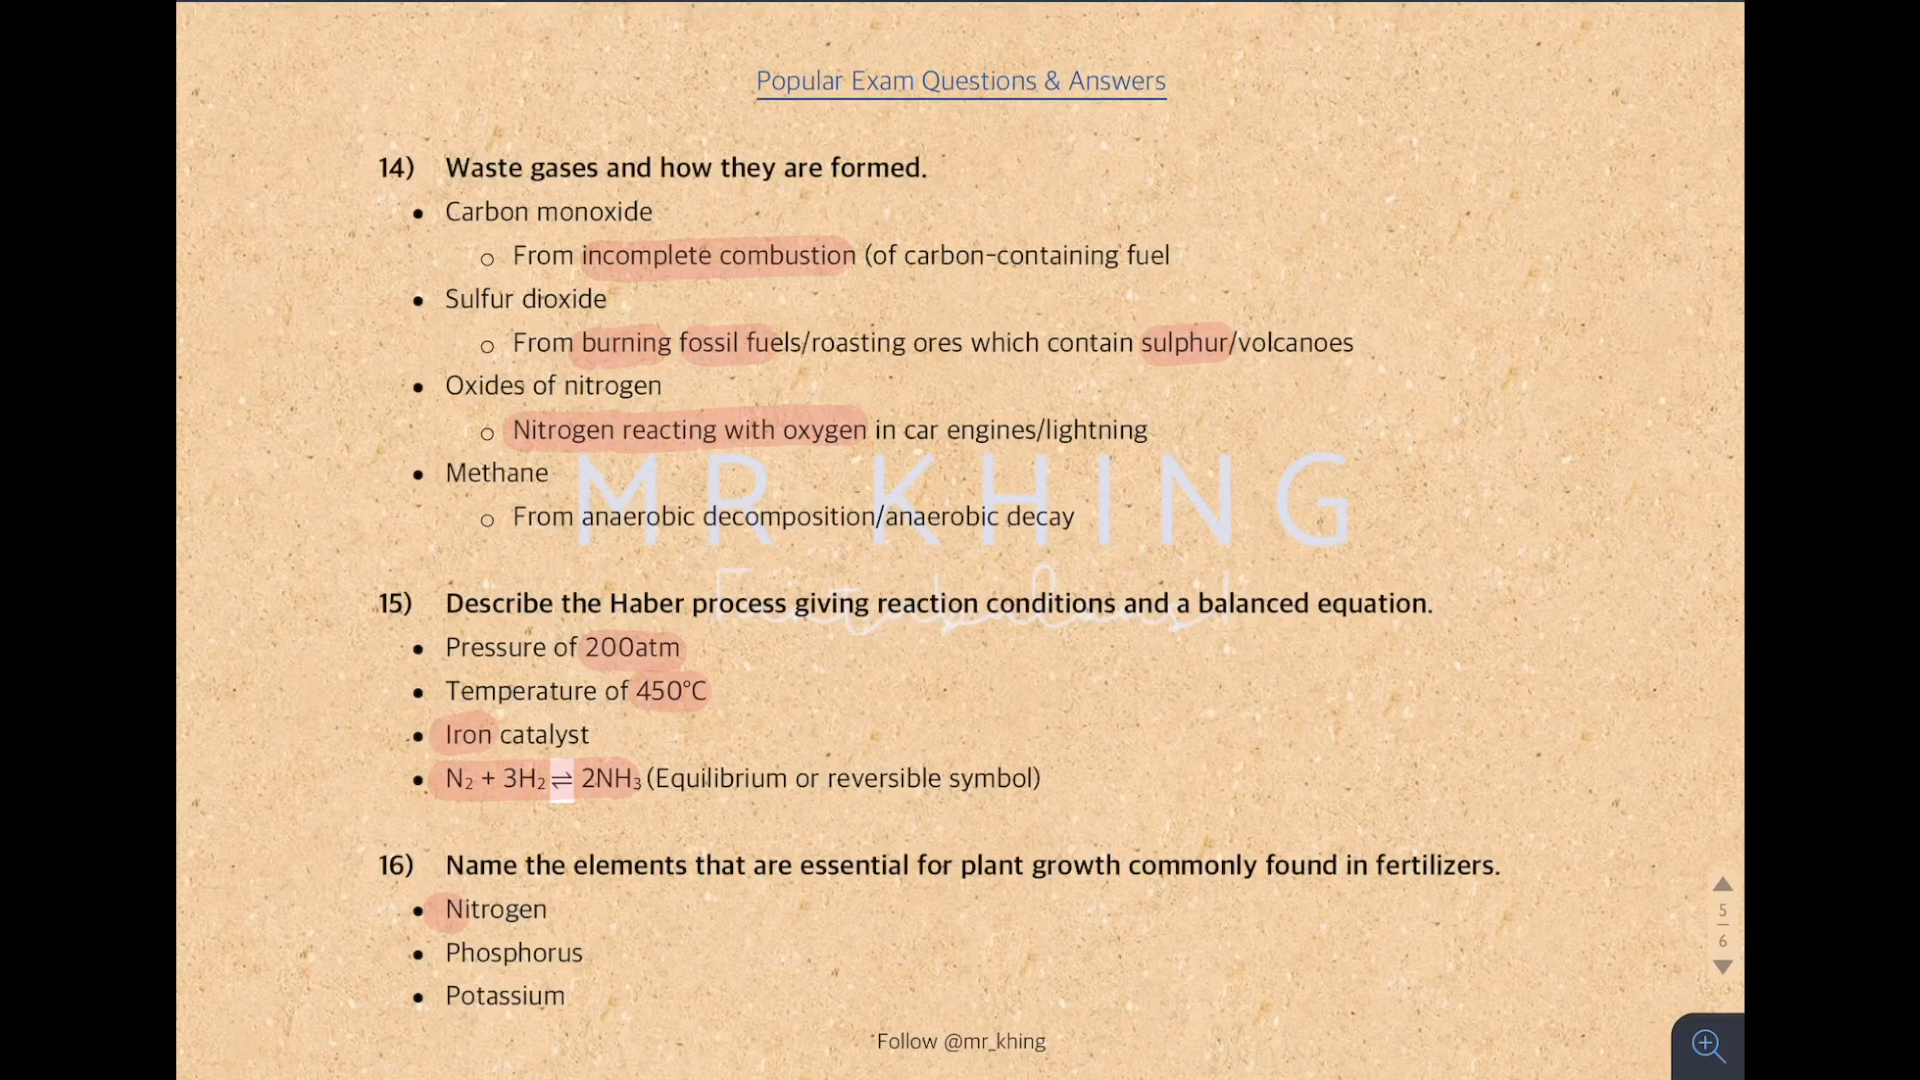 Popular Exam Questions & Answers
14) Waste gases and how they are formed.
• Carbon monoxide
o From incomplete combustion (of carbon-containing fuel
• Sulfur dioxide
o From burning fossil fuels/roasting ores which contain sulphur/volcanoes
• Oxides of nitrogen
o Nitrogen reacting with oxygen in car engines/lightning
• Methane
MR KHING
o From anaerobic decomposition/anaerobic decay
15) Describe the Haber process giving reaction conditions and a balanced equation.
• Pressure of 200atm
• Temperature of 450°C
• Iron catalyst
• N₂ + 3H₂ ⇌ 2NH₃ (Equilibrium or reversible symbol)
16) Name the elements that are essential for plant growth commonly found in fertilizers.
• Nitrogen
• Phosphorus
• Potassium
5
6
Follow @mr_khing